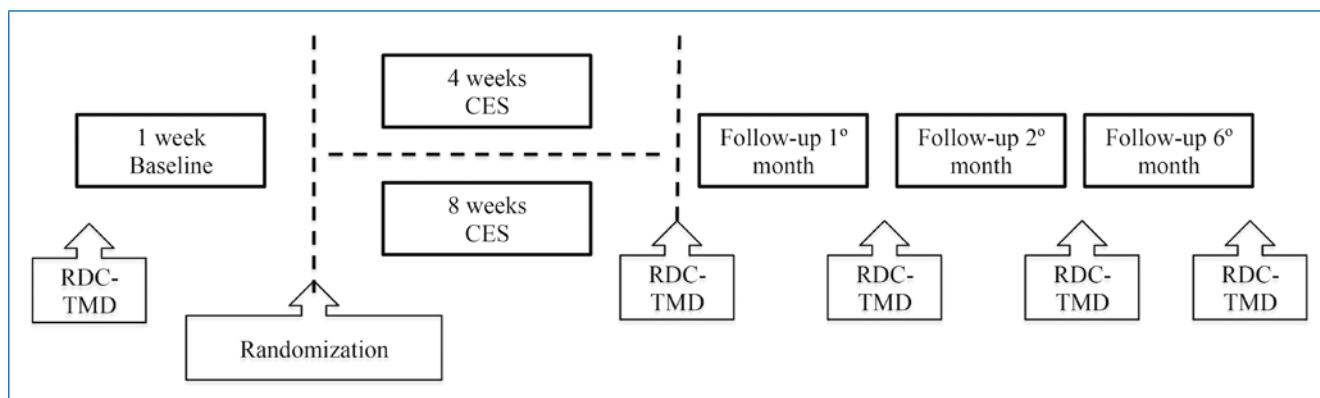 4 weeks
CES
1 week
Baseline
Follow-up 1º
month
Follow-up 2º
month
Follow-up 6º
month
8 weeks
CES
RDC-
TMD
Randomization
RDC-
TMD
RDC-
TMD
RDC-
TMD
RDC-
TMD